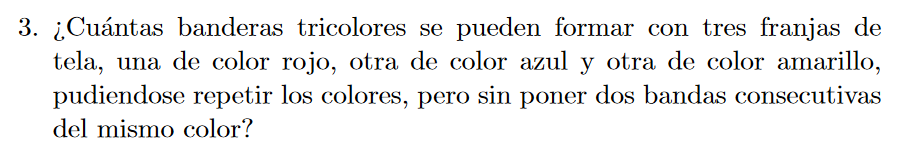 3. ¿Cuántas banderas tricolores se pueden formar con tres franjas de
tela, una de color rojo, otra de color azul y otra de color amarillo,
pudiendose repetir los colores, pero sin poner dos bandas consecutivas
del mismo color?